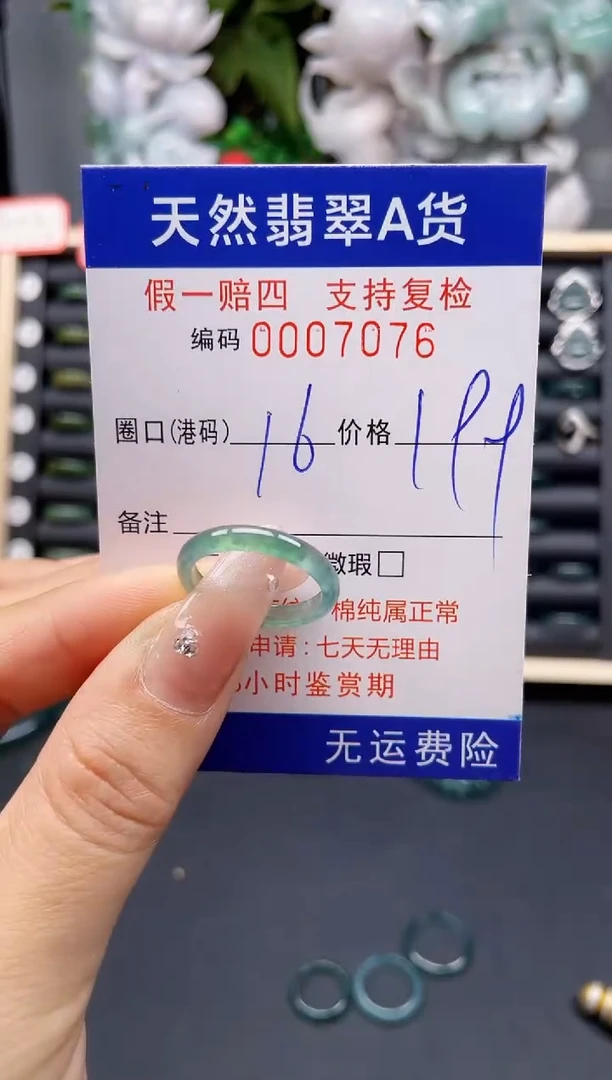 天然翡翠A货
假一赔四 支持复检
编码 0007076
圈口(港码) 16 价格 199
备注
微瑕
棉纯属正常
申请：七天无理由
小时鉴赏期
无运费险